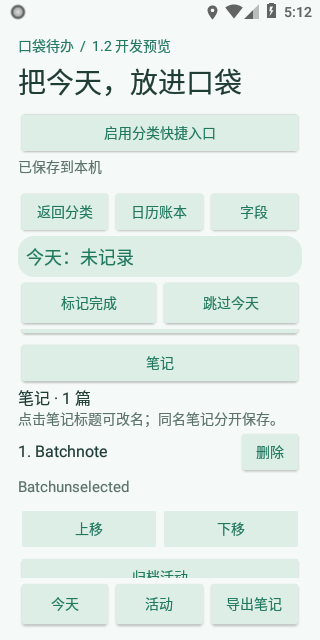 5:12
口袋待办 / 1.2 开发预览
把今天，放进口袋
启用分类快捷入口
已保存到本机
返回分类 日历账本 字段
今天：未记录
标记完成 跳过今天
笔记
笔记 · 1 篇
点击笔记标题可改名；同名笔记分开保存。
1. Batchnote 删除
Batchunselected
上移 下移
归档活动
今天 活动 导出笔记